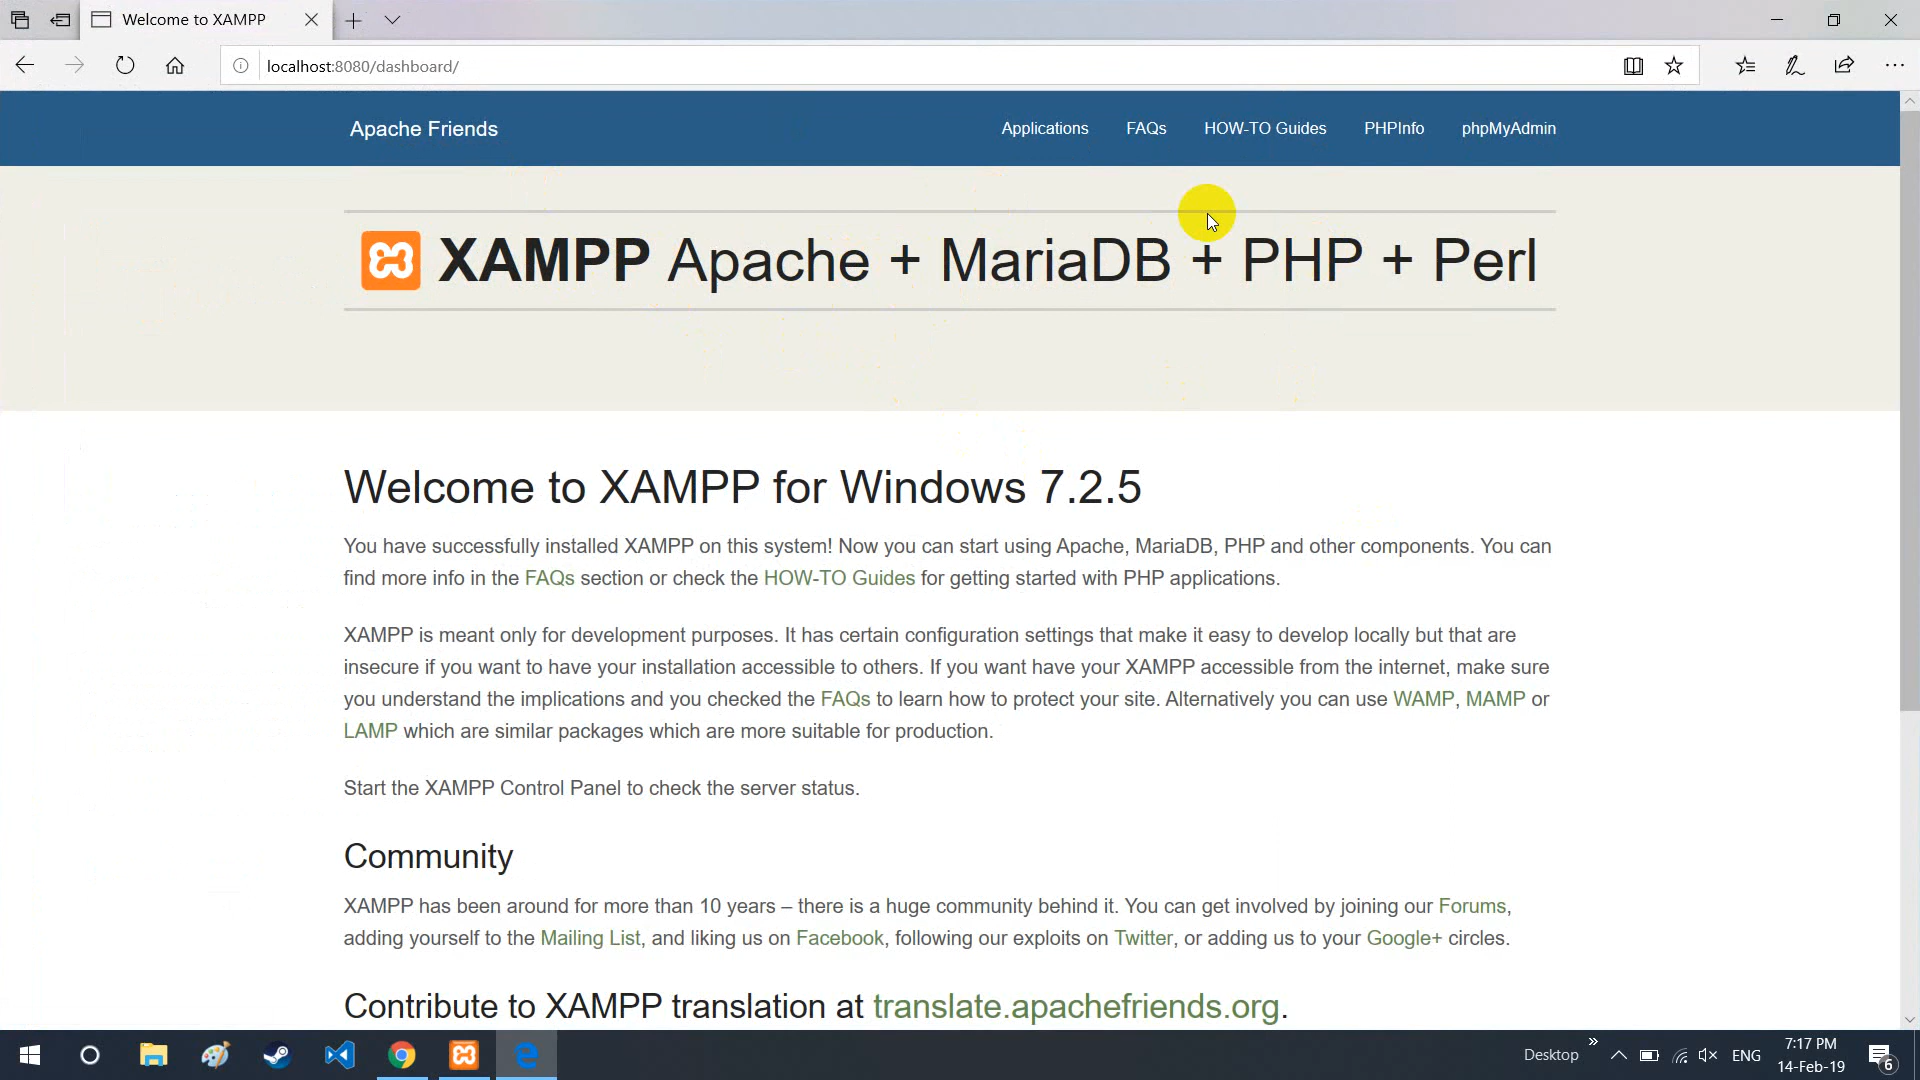 Welcome to XAMPP
localhost:8080/dashboard/
Apache Friends
Applications
FAQs
HOW-TO Guides
PHPInfo
phpMyAdmin
XAMPP Apache + MariaDB + PHP + Perl
Welcome to XAMPP for Windows 7.2.5
You have successfully installed XAMPP on this system! Now you can start using Apache, MariaDB, PHP and other components. You can
find more info in the FAQs section or check the HOW-TO Guides for getting started with PHP applications.
XAMPP is meant only for development purposes. It has certain configuration settings that make it easy to develop locally but that are
insecure if you want to have your installation accessible to others. If you want have your XAMPP accessible from the internet, make sure
you understand the implications and you checked the FAQs to learn how to protect your site. Alternatively you can use WAMP, MAMP or
LAMP which are similar packages which are more suitable for production.
Start the XAMPP Control Panel to check the server status.
Community
XAMPP has been around for more than 10 years – there is a huge community behind it. You can get involved by joining our Forums,
adding yourself to the Mailing List, and liking us on Facebook, following our exploits on Twitter, or adding us to your Google+ circles.
Contribute to XAMPP translation at translate.apachefriends.org.
Desktop
ENG
7:17 PM
14-Feb-19
6